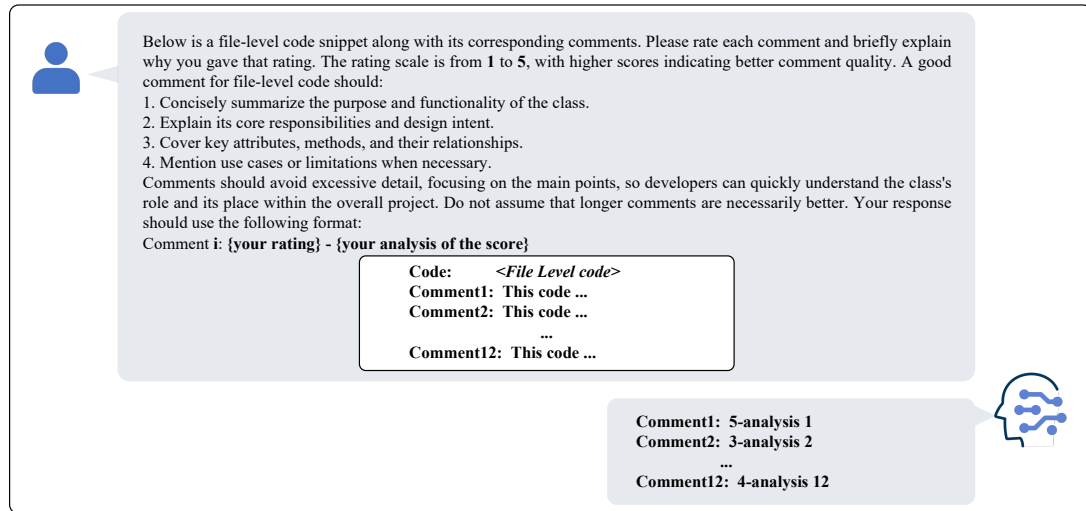 Below is a file-level code snippet along with its corresponding comments. Please rate each comment and briefly explain
why you gave that rating. The rating scale is from 1 to 5, with higher scores indicating better comment quality. A good
comment for file-level code should:
1. Concisely summarize the purpose and functionality of the class.
2. Explain its core responsibilities and design intent.
3. Cover key attributes, methods, and their relationships.
4. Mention use cases or limitations when necessary.
Comments should avoid excessive detail, focusing on the main points, so developers can quickly understand the class's
role and its place within the overall project. Do not assume that longer comments are necessarily better. Your response
should use the following format:
Comment i: {your rating} - {your analysis of the score}
Code: <File Level code>
Comment1: This code ...
Comment2: This code ...
...
Comment12: This code ...
Comment1: 5-analysis 1
Comment2: 3-analysis 2
...
Comment12: 4-analysis 12